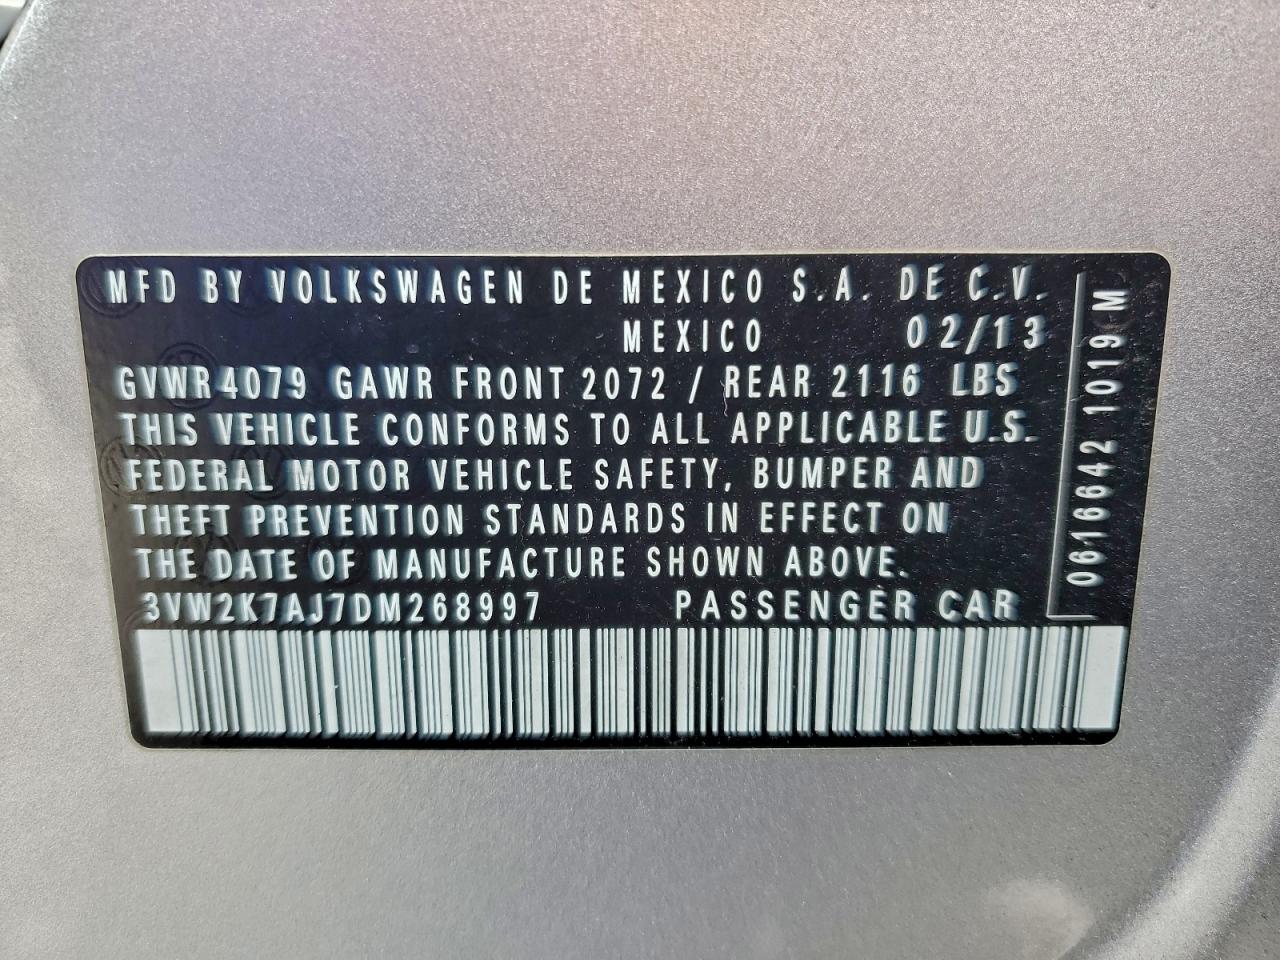 MFD BY VOLKSWAGEN DE MEXICO S.A. DE C.V.
MEXICO 02/13
GVWR 4079 GAWR FRONT 2072 / REAR 2116 LBS
THIS VEHICLE CONFORMS TO ALL APPLICABLE U.S.
FEDERAL MOTOR VEHICLE SAFETY, BUMPER AND
THEFT PREVENTION STANDARDS IN EFFECT ON
THE DATE OF MANUFACTURE SHOWN ABOVE.
3VW2K7AJ7DM268997 PASSENGER CAR
0616642 1019 M